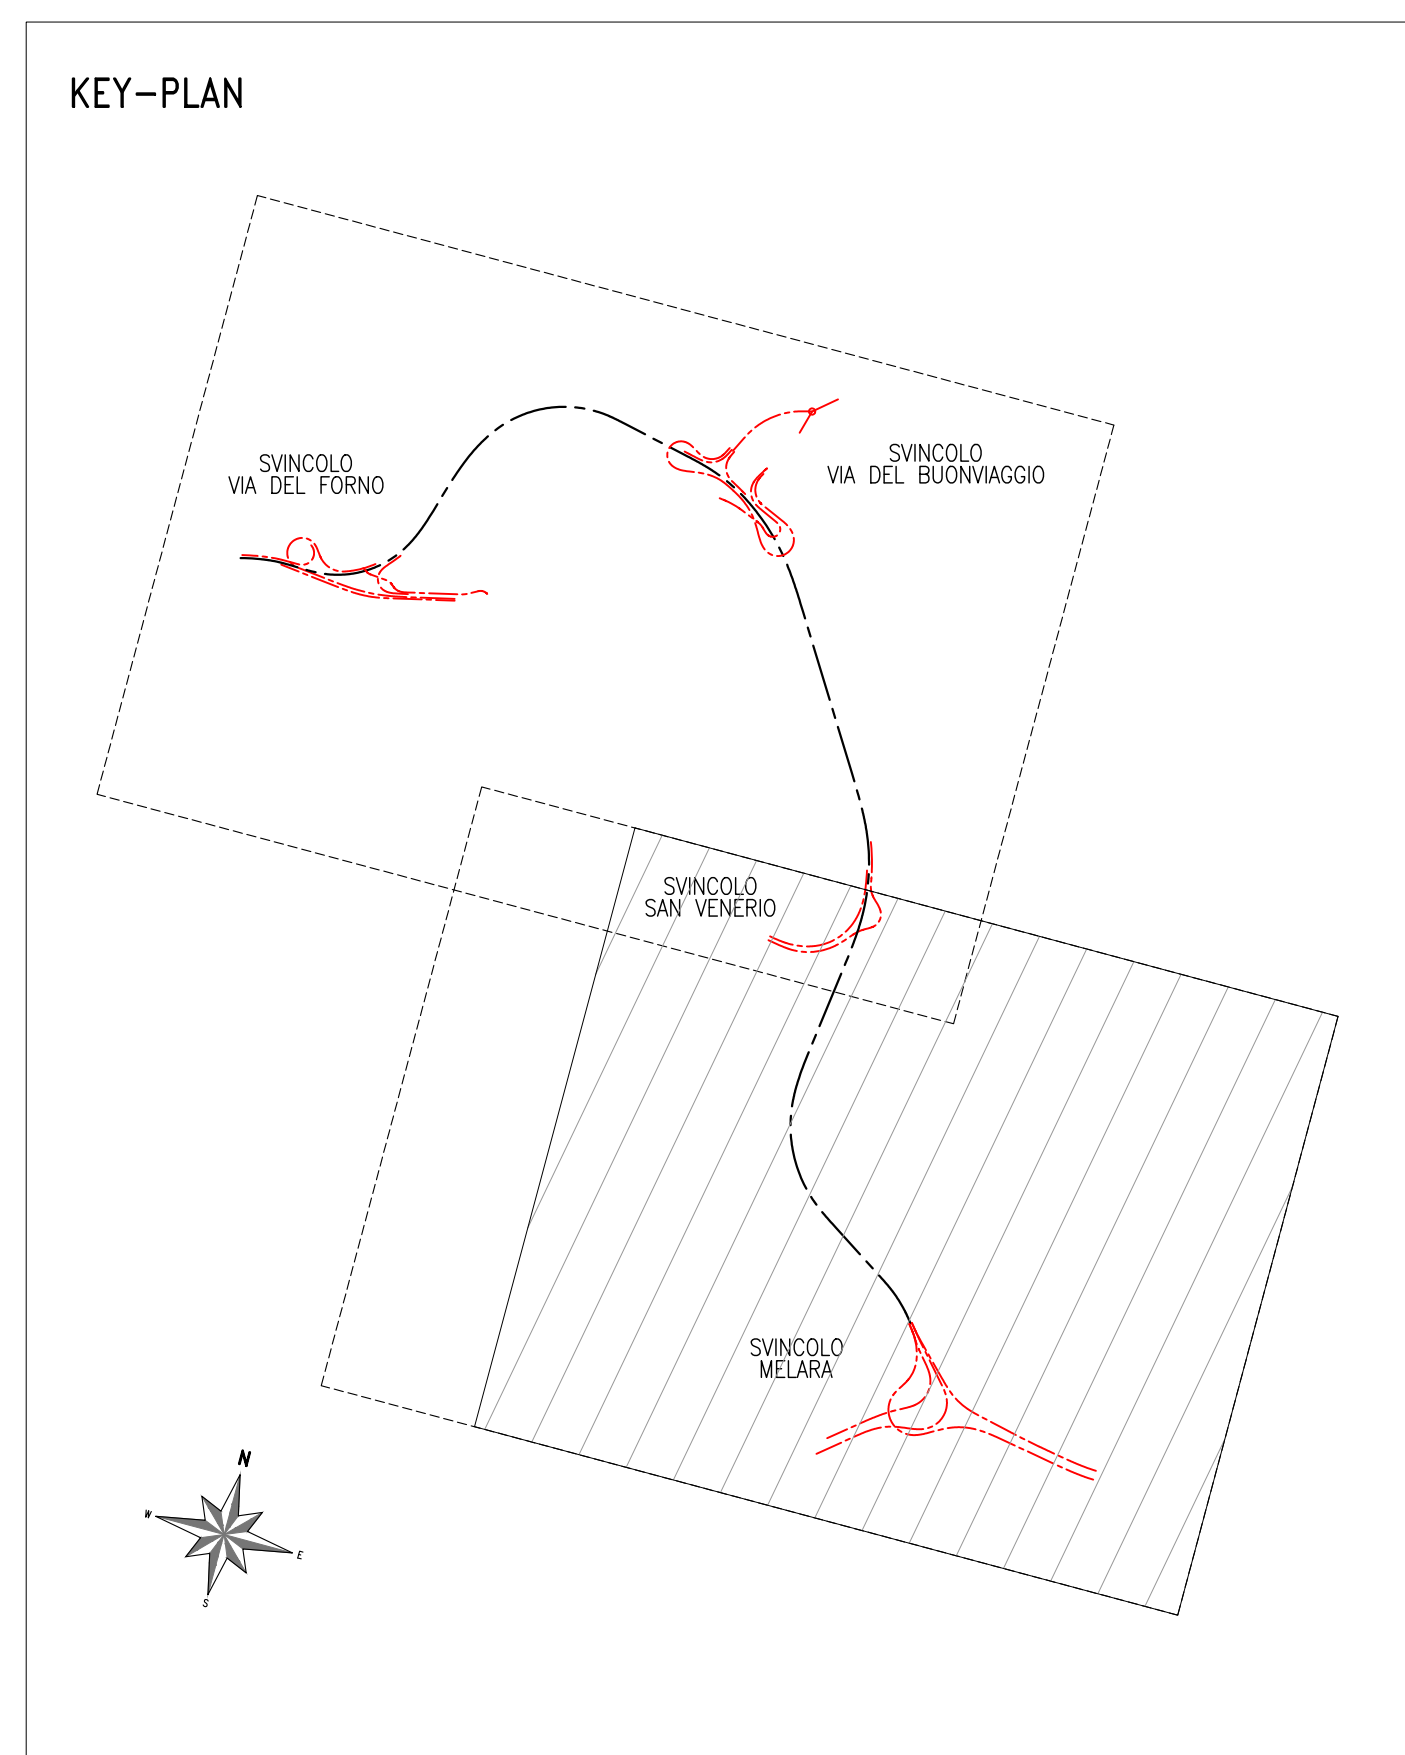 KEY-PLAN
SVINCOLO
VIA DEL FORNO
SVINCOLO
VIA DEL BUONVIAGGIO
SVINCOLO
SAN VENERIO
SVINCOLO
MELARA
N
W
E
S